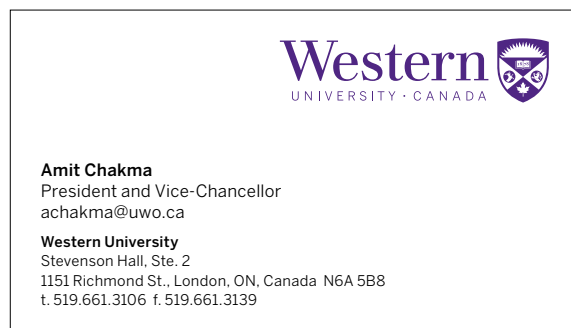 Western
UNIVERSITY · CANADA
Amit Chakma
President and Vice-Chancellor
achakma@uwo.ca
Western University
Stevenson Hall, Ste. 2
1151 Richmond St., London, ON, Canada  N6A 5B8
t. 519.661.3106  f. 519.661.3139